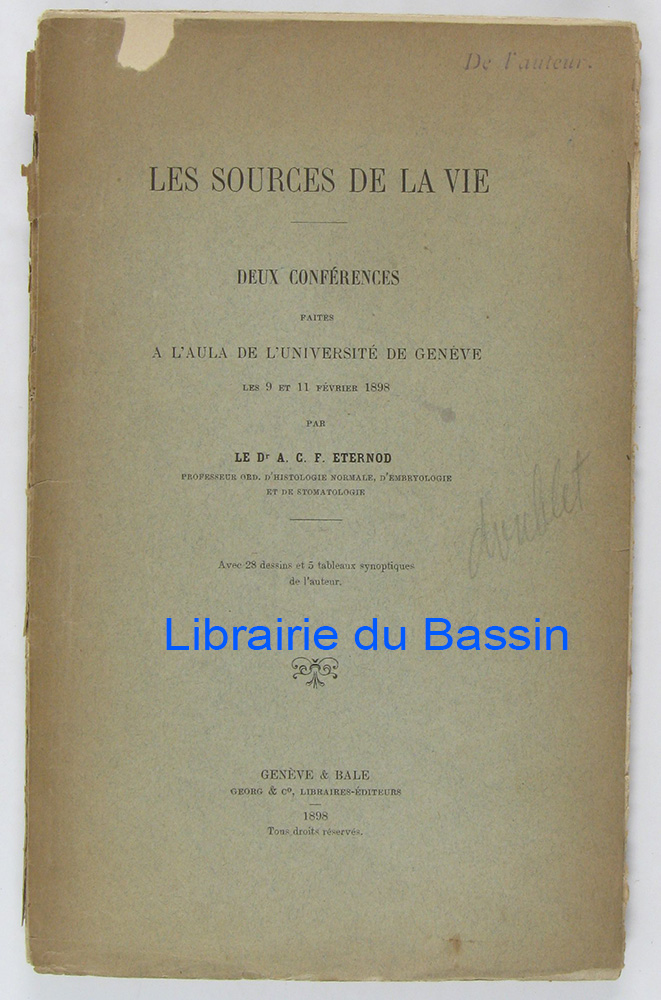 De l'auteur.
LES SOURCES DE LA VIE
DEUX CONFÉRENCES
FAITES
A L'AULA DE L'UNIVERSITÉ DE GENÈVE
LES 9 ET 11 FÉVRIER 1898
PAR
LE Dr A. C. F. ETERNOD
PROFESSEUR ORD. D'HISTOLOGIE NORMALE, D'EMBRYOLOGIE
ET DE STOMATOLOGIE
doublet
Avec 28 dessins et 5 tableaux synoptiques
de l'auteur.
Librairie du Bassin
GENÈVE & BALE
GEORG & Co, LIBRAIRES-ÉDITEURS
1898
Tous droits réservés.